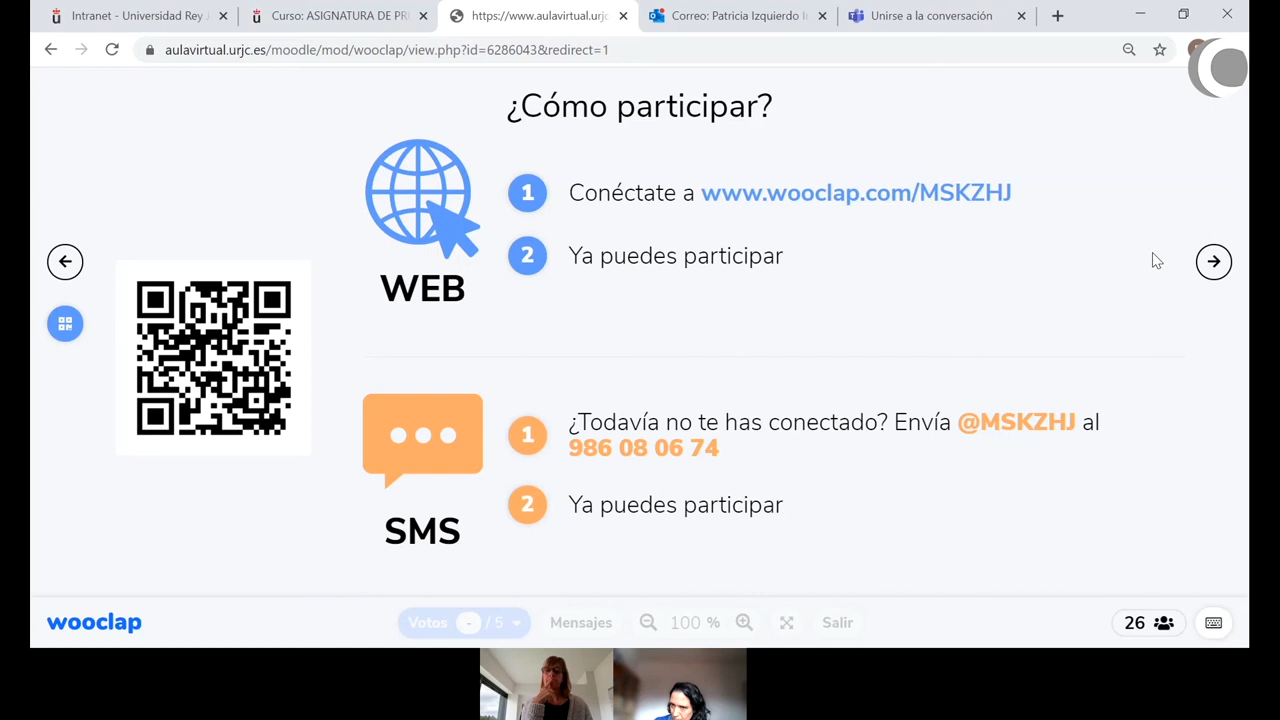 Intranet - Universidad Rey J
Curso: ASIGNATURA DE PR
https://www.aulavirtual.urjc
Correo: Patricia Izquierdo I
Unirse a la conversación
aulavirtual.urjc.es/moodle/mod/wooclap/view.php?id=6286043&redirect=1
¿Cómo participar?
1 Conéctate a www.wooclap.com/MSKZHJ
2 Ya puedes participar
WEB
1 ¿Todavía no te has conectado? Envía @MSKZHJ al
986 08 06 74
2 Ya puedes participar
SMS
wooclap
Votos - / 5
Mensajes
100 %
Salir
26